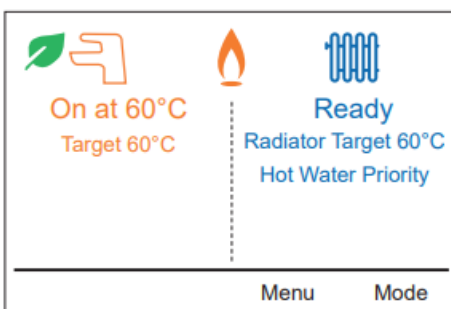 On at 60°C
Target 60°C
Ready
Radiator Target 60°C
Hot Water Priority
Menu
Mode